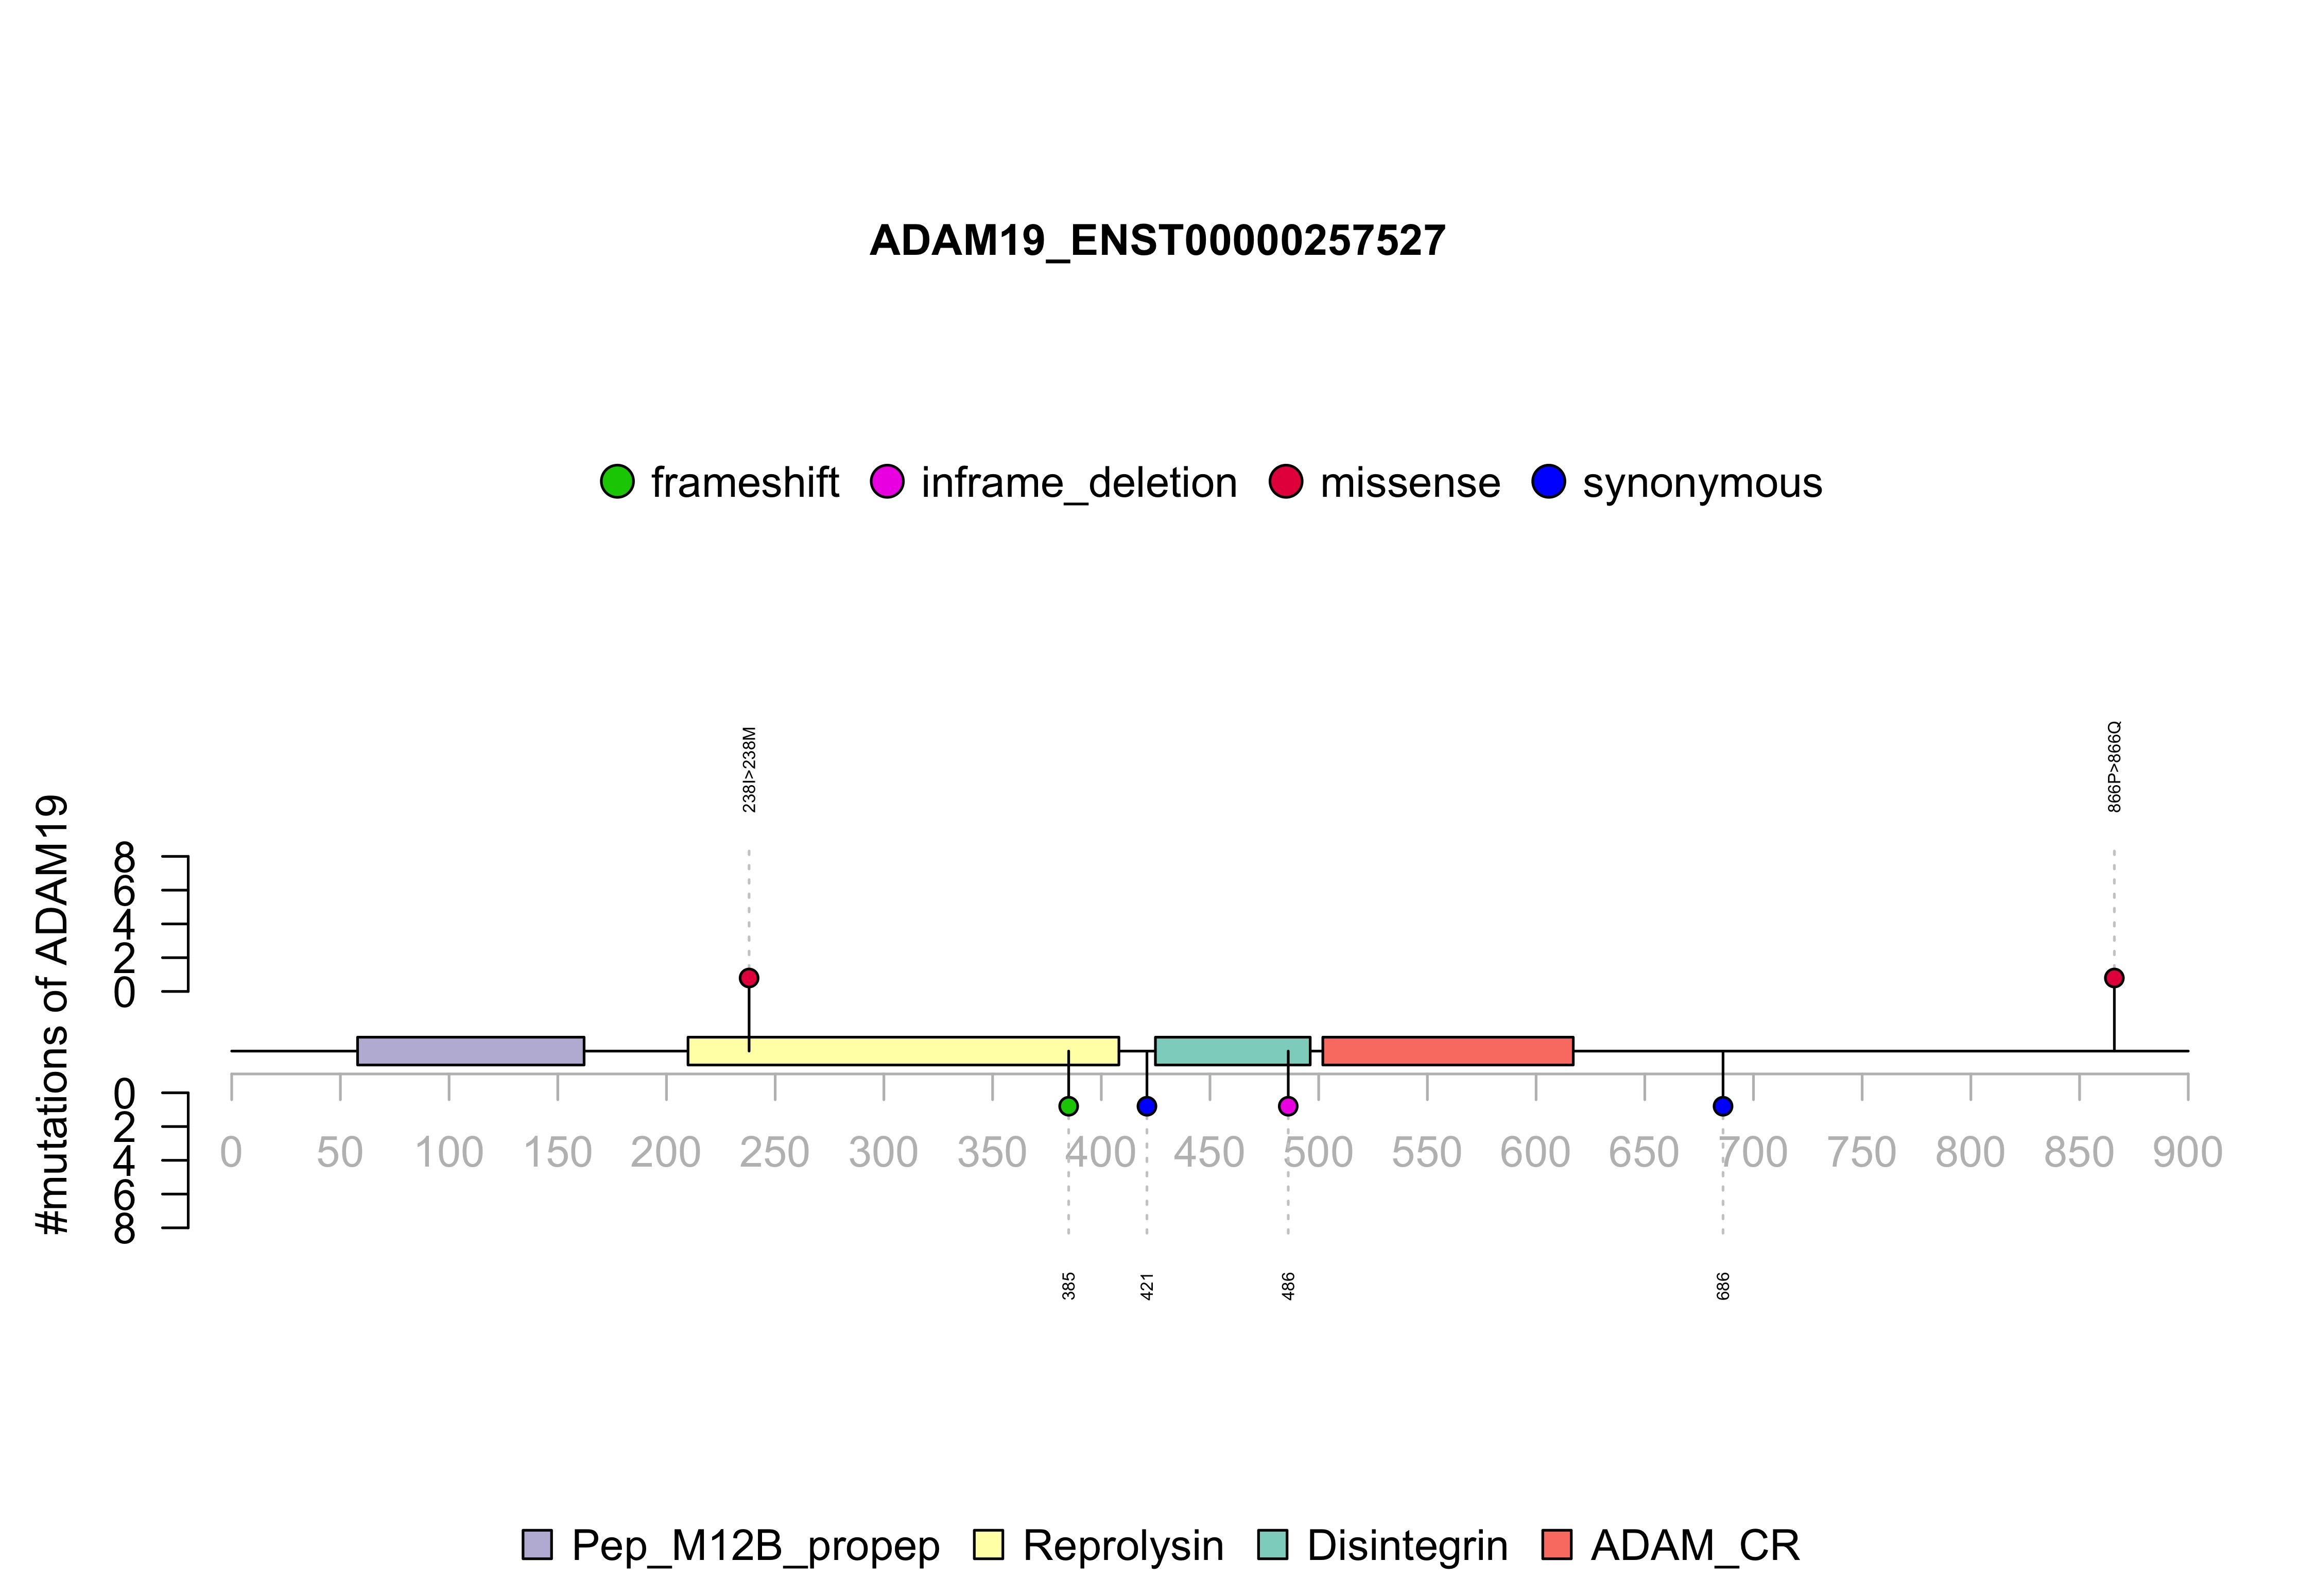 ADAM19_ENST00000257527
frameshift inframe_deletion missense synonymous
238I>238M
866P>866Q
#mutations of ADAM19
8
6
4
2
0
0
2
4
6
8
0 50 100 150 200 250 300 350 400 450 500 550 600 650 700 750 800 850 900
385
421
486
686
Pep_M12B_propep Reprolysin Disintegrin ADAM_CR